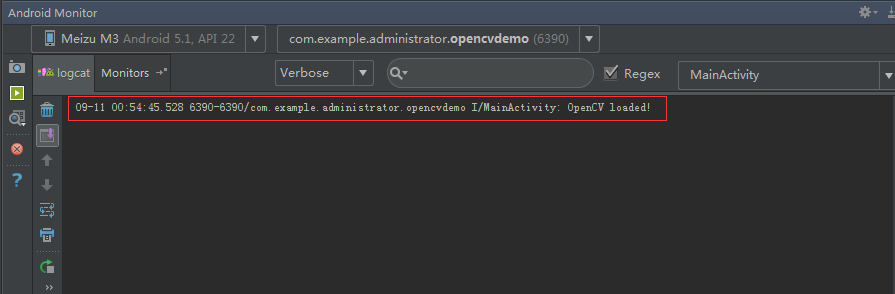 Android Monitor
Meizu M3 Android 5.1, API 22 com.example.administrator.opencvdemo (6390)
logcat Monitors Verbose Regex MainActivity
09-11 00:54:45.528 6390-6390/com.example.administrator.opencvdemo I/MainActivity: OpenCV loaded!